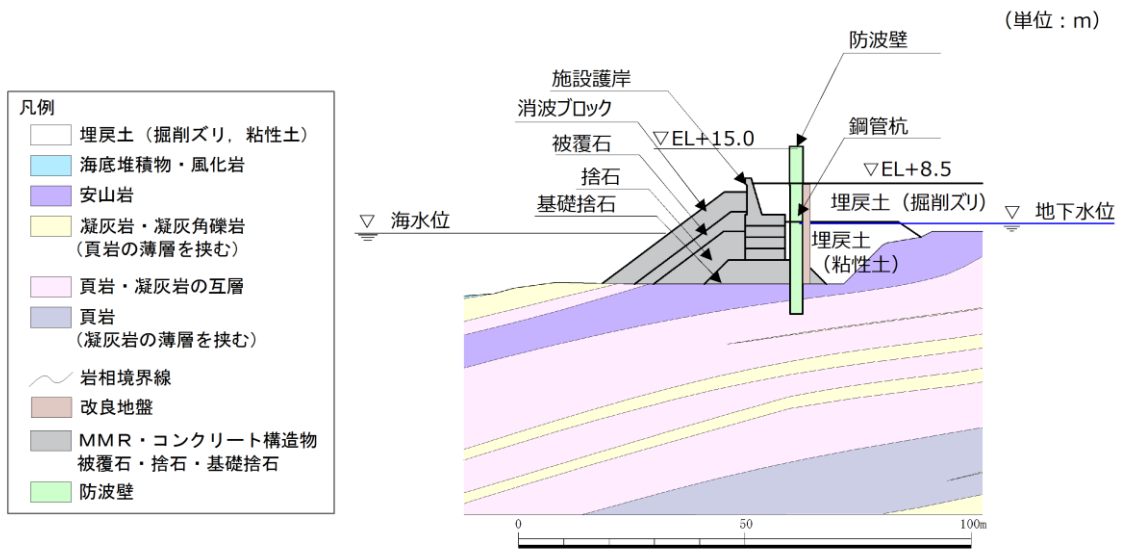 （単位：m）
防波壁
施設護岸
消波ブロック
▽EL+15.0
鋼管杭
被覆石
▽EL+8.5
捨石
基礎捨石
埋戻土（掘削ズリ）
▽ 海水位
▽ 地下水位
埋戻土
（粘性土）
凡例
埋戻土（掘削ズリ，粘性土）
海底堆積物・風化岩
安山岩
凝灰岩・凝灰角礫岩
（頁岩の薄層を挟む）
頁岩・凝灰岩の互層
頁岩
（凝灰岩の薄層を挟む）
岩相境界線
改良地盤
ＭＭＲ・コンクリート構造物
被覆石・捨石・基礎捨石
防波壁
0
50
100m